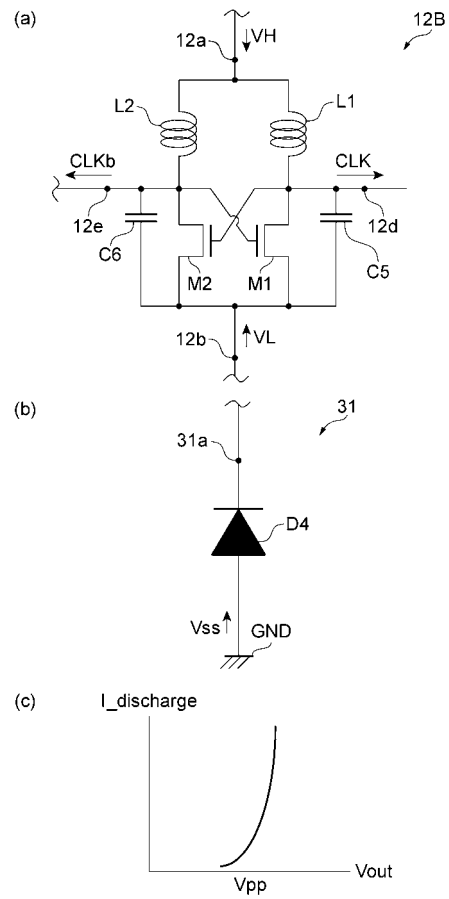 (a)
12a
VH
12B
L2
L1
CLKb
CLK
12e
12d
C6
M2
M1
C5
12b
VL
(b)
31
31a
D4
Vss
GND
(c)
I_discharge
Vpp
Vout